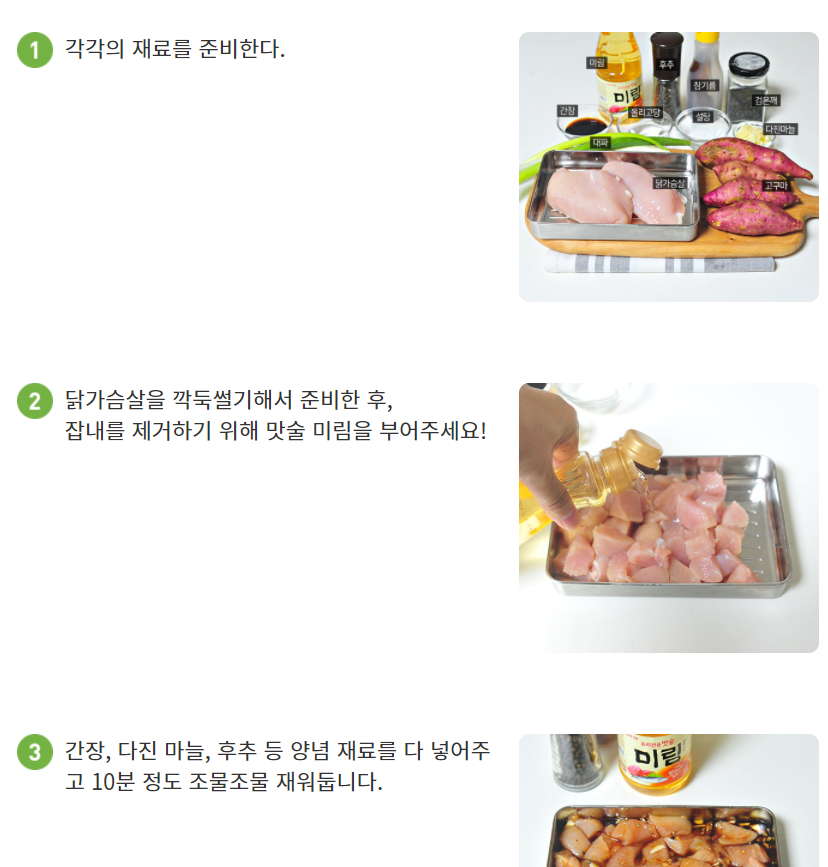 1 각각의 재료를 준비한다.
미림
후추
참기름
검은깨
미림
간장
올리고당
설탕
다진마늘
대파
닭가슴살
고구마
2 닭가슴살을 깍둑썰기해서 준비한 후,
잡내를 제거하기 위해 맛술 미림을 부어주세요!
3 간장, 다진 마늘, 후추 등 양념 재료를 다 넣어주
고 10분 정도 조물조물 재워둡니다.
미림